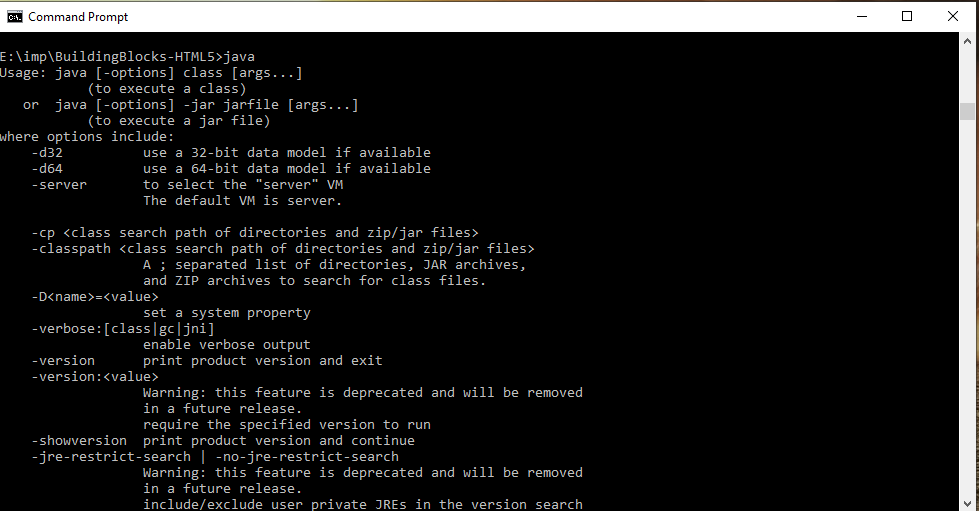 Command Prompt
E:\imp\BuildingBlocks-HTML5>java
Usage: java [-options] class [args...]
           (to execute a class)
   or  java [-options] -jar jarfile [args...]
           (to execute a jar file)
where options include:
    -d32          use a 32-bit data model if available
    -d64          use a 64-bit data model if available
    -server       to select the "server" VM
                  The default VM is server.

    -cp <class search path of directories and zip/jar files>
    -classpath <class search path of directories and zip/jar files>
                  A ; separated list of directories, JAR archives,
                  and ZIP archives to search for class files.
    -D<name>=<value>
                  set a system property
    -verbose:[class|gc|jni]
                  enable verbose output
    -version      print product version and exit
    -version:<value>
                  Warning: this feature is deprecated and will be removed
                  in a future release.
                  require the specified version to run
    -showversion  print product version and continue
    -jre-restrict-search | -no-jre-restrict-search
                  Warning: this feature is deprecated and will be removed
                  in a future release.
                  include/exclude user private JREs in the version search